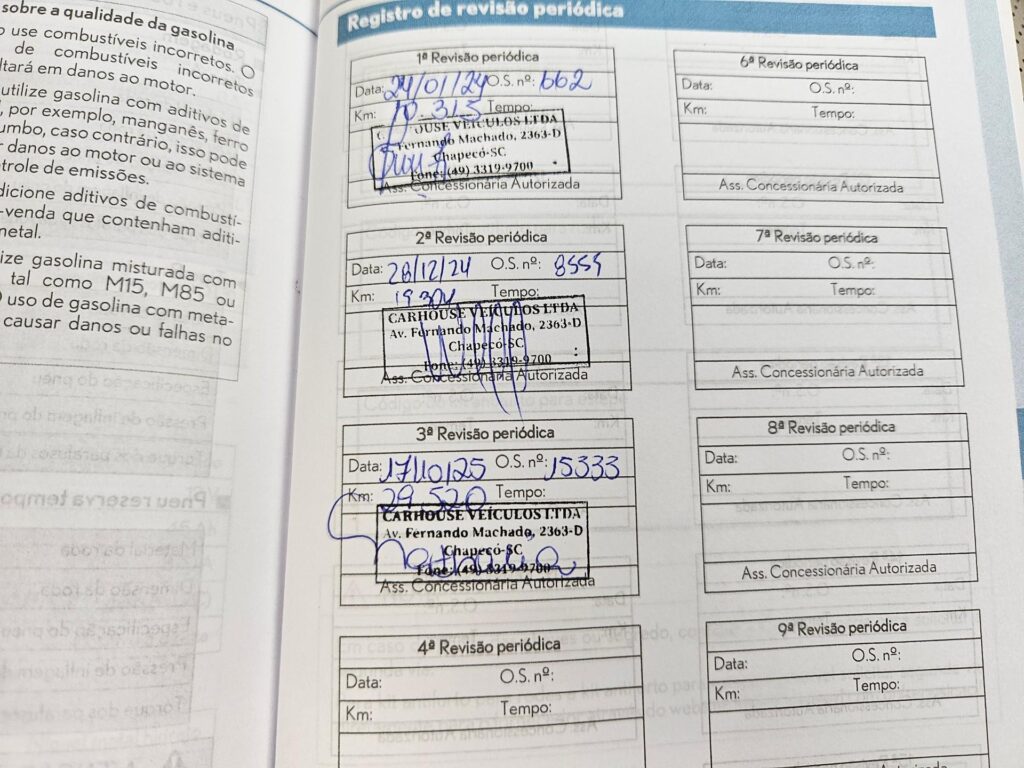 sobre a qualidade da gasolina
use combustíveis incorretos. O
de combustíveis incorretos
ltará em danos ao motor.
utilize gasolina com aditivos de
, por exemplo, manganês, ferro
umbo, caso contrário, isso pode
r danos ao motor ou ao sistema
trole de emissões.
dicione aditivos de combustí-
-venda que contenham aditi-
metal.
ize gasolina misturada com
tal como M15, M85 ou
uso de gasolina com meta-
causar danos ou falhas no
Registro de revisão periódica
1ª Revisão periódica
Data: 24/01/24 O.S. nº: 662
Km: 10.315 Tempo:
OUSE VEÍCULOS LTDA
Fernando Machado, 2363-D
Chapecó-SC
Fone: (49) 3319-9700
Ass. Concessionária Autorizada
2ª Revisão periódica
Data: 28/12/24 O.S. nº: 8555
Km: 19304 Tempo:
CARHOUSE VEÍCULOS LTDA
Av. Fernando Machado, 2363-D
Chapecó-SC
Fone: (49) 3319-9700
Ass. Concessionária Autorizada
3ª Revisão periódica
Data: 17/10/25 O.S. nº: 15333
Km: 29.520 Tempo:
CARHOUSE VEÍCULOS LTDA
Av. Fernando Machado, 2363-D
Chapecó-SC
Fone: (49) 3319-9700
Ass. Concessionária Autorizada
4ª Revisão periódica
Data: O.S. nº:
Km: Tempo:
6ª Revisão periódica
Data: O.S. nº:
Km: Tempo:
Ass. Concessionária Autorizada
7ª Revisão periódica
Data: O.S. nº:
Km: Tempo:
Ass. Concessionária Autorizada
8ª Revisão periódica
Data: O.S. nº:
Km: Tempo:
Ass. Concessionária Autorizada
9ª Revisão periódica
Data: O.S. nº:
Km: Tempo: